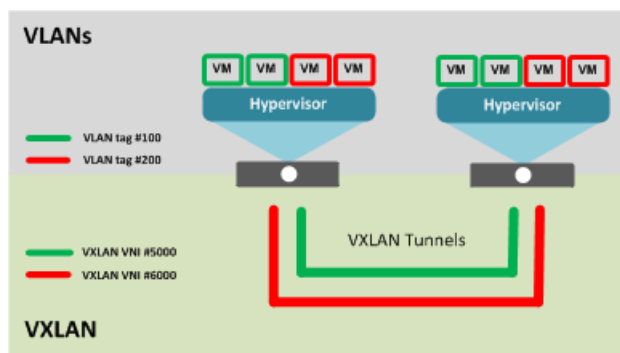 VLANs
VM VM VM VM
VM VM VM VM
Hypervisor
Hypervisor
VLAN tag #100
VLAN tag #200
VXLAN Tunnels
VXLAN VNI #5000
VXLAN VNI #6000
VXLAN